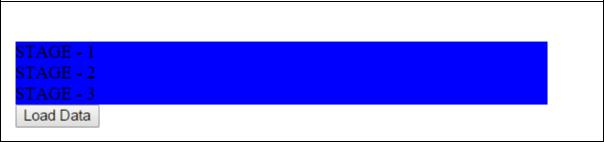 STAGE - 1
STAGE - 2
STAGE - 3
Load Data